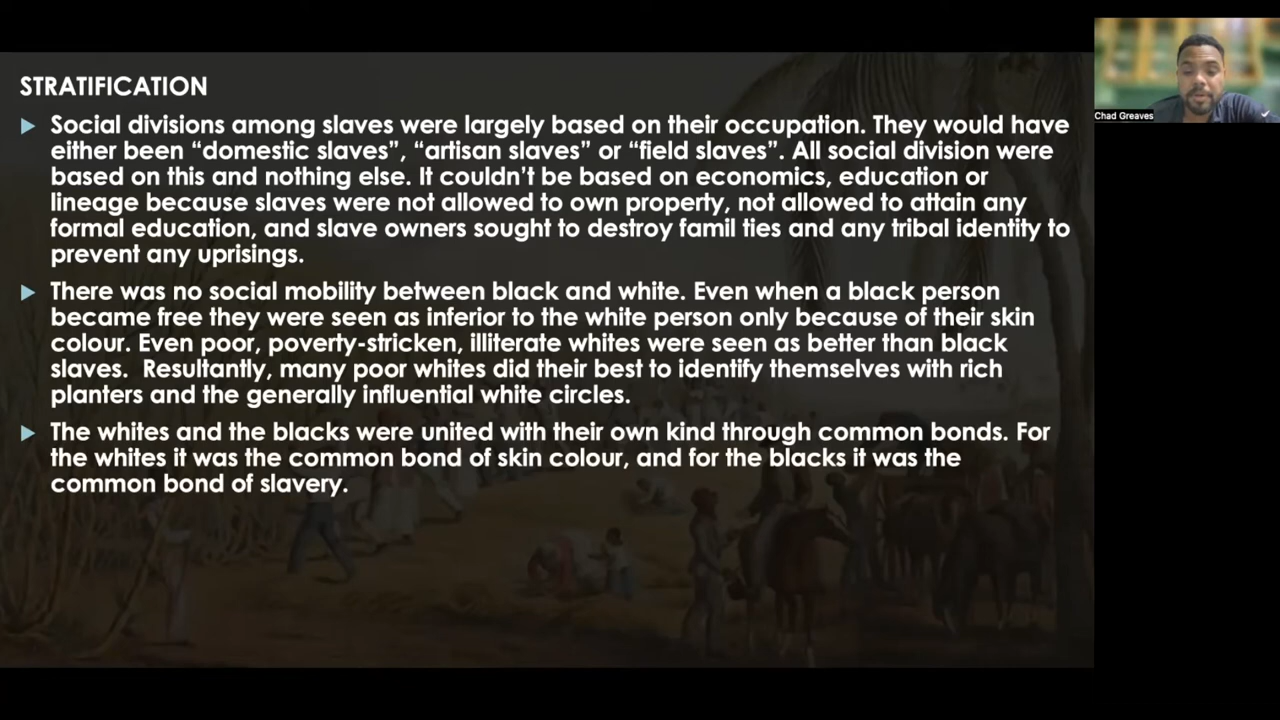 STRATIFICATION
Social divisions among slaves were largely based on their occupation. They would have
either been “domestic slaves”, “artisan slaves” or “field slaves”. All social division were
based on this and nothing else. It couldn’t be based on economics, education or
lineage because slaves were not allowed to own property, not allowed to attain any
formal education, and slave owners sought to destroy famil ties and any tribal identity to
prevent any uprisings.
There was no social mobility between black and white. Even when a black person
became free they were seen as inferior to the white person only because of their skin
colour. Even poor, poverty-stricken, illiterate whites were seen as better than black
slaves.  Resultantly, many poor whites did their best to identify themselves with rich
planters and the generally influential white circles.
The whites and the blacks were united with their own kind through common bonds. For
the whites it was the common bond of skin colour, and for the blacks it was the
common bond of slavery.
Chad Greaves